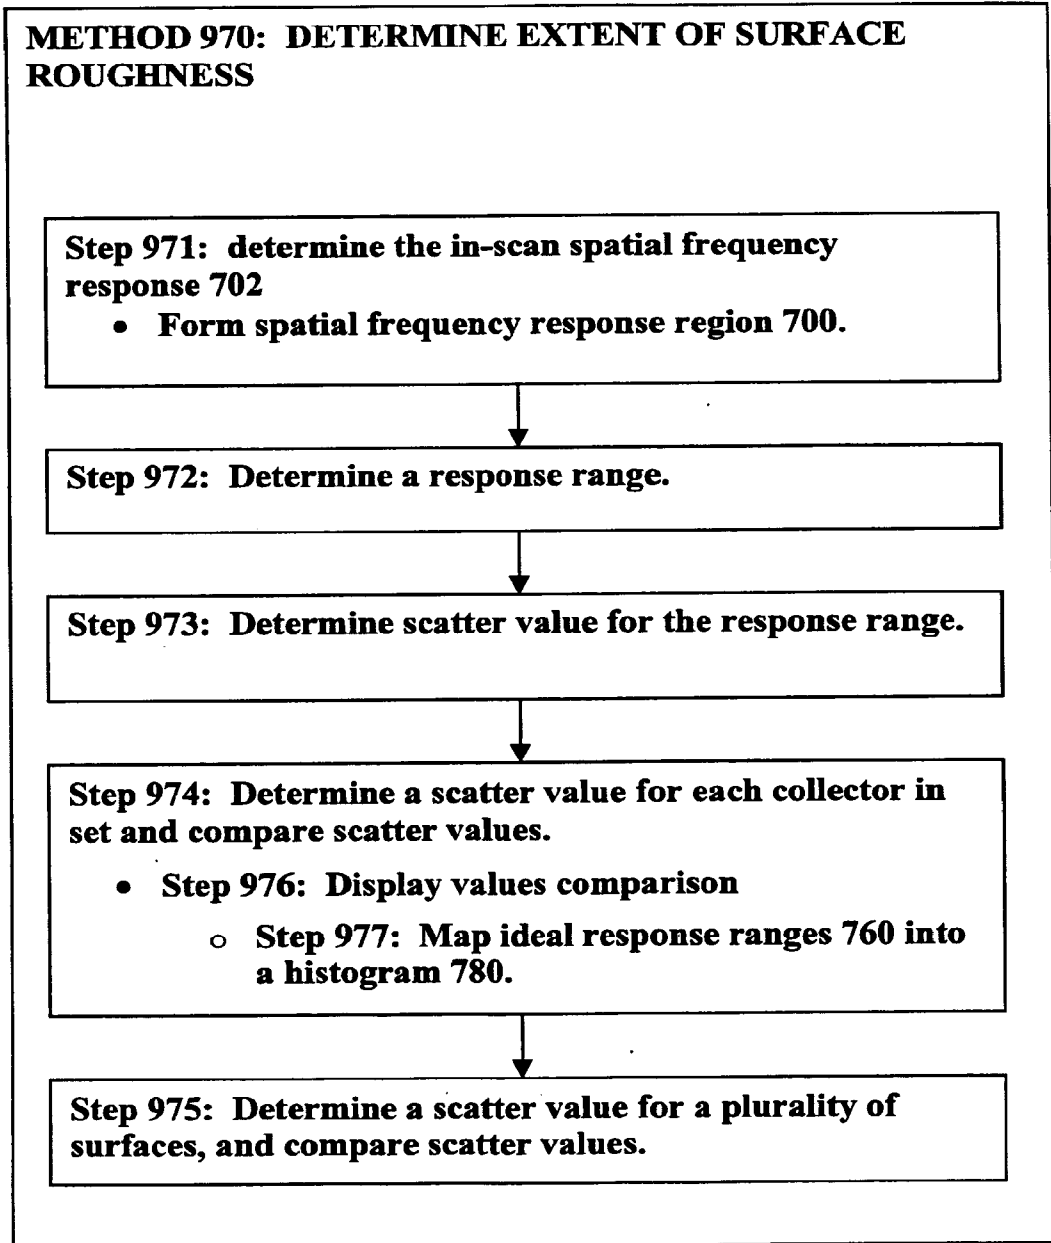 METHOD 970: DETERMINE EXTENT OF SURFACE
ROUGHNESS
Step 971: determine the in-scan spatial frequency
response 702
• Form spatial frequency response region 700.
Step 972: Determine a response range.
Step 973: Determine scatter value for the response range.
Step 974: Determine a scatter value for each collector in
set and compare scatter values.
• Step 976: Display values comparison
o Step 977: Map ideal response ranges 760 into
a histogram 780.
Step 975: Determine a scatter value for a plurality of
surfaces, and compare scatter values.